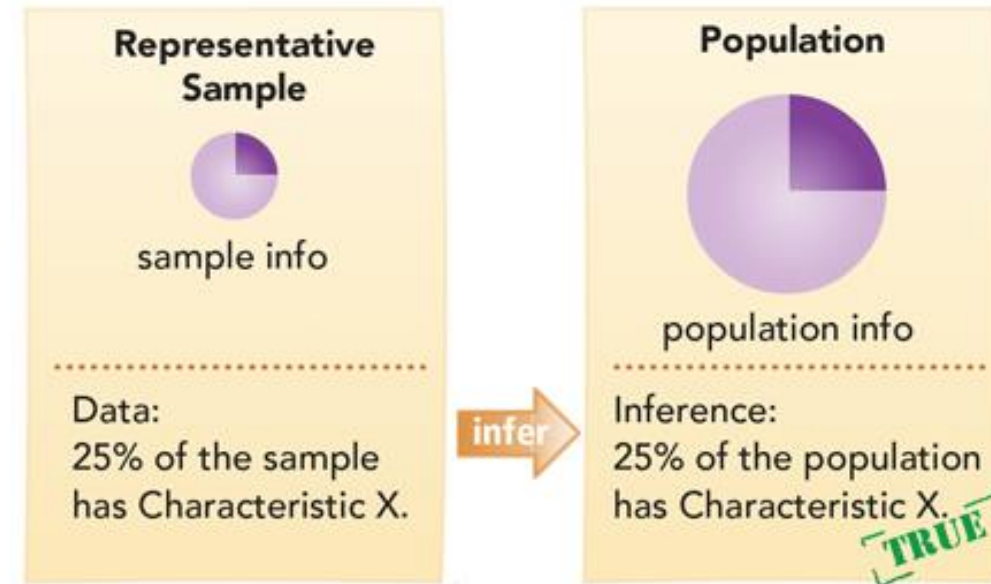 Representative
Sample
sample info
Data:
25% of the sample
has Characteristic X.
infer
Population
population info
Inference:
25% of the population
has Characteristic X.
TRUE